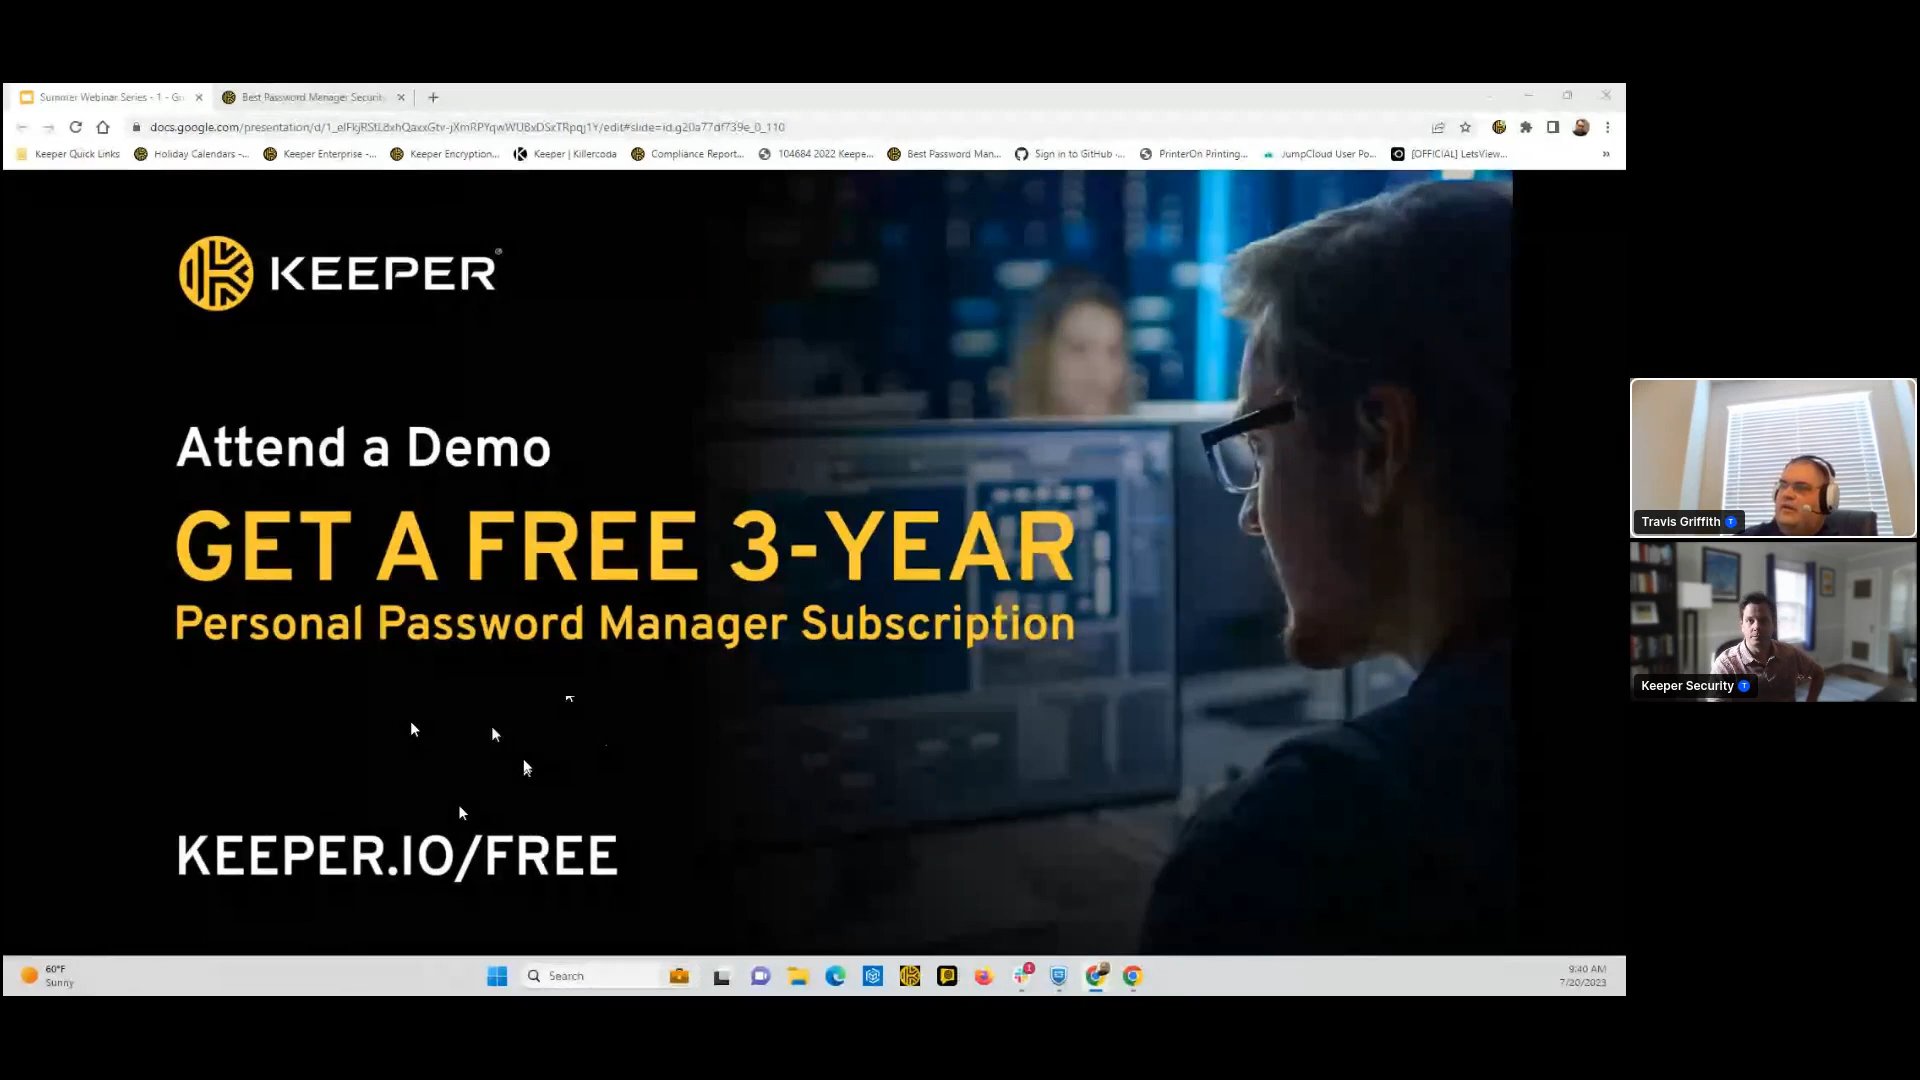 Summer Webinar Series - 1 - Gr
Best Password Manager Securit
docs.google.com/presentation/d/
/edit#slide=id.g20a77df739e_0_110
Keeper Quick Links
Holiday Calendars -...
Keeper Enterprise -...
Keeper Encryption...
Keeper | Killercoda
Compliance Report...
104684 2022 Keepe...
Best Password Man...
Sign in to GitHub ·...
PrinterOn Printing...
JumpCloud User Po...
[OFFICIAL] LetsView...
KEEPER®
Attend a Demo
GET A FREE 3-YEAR
Personal Password Manager Subscription
KEEPER.IO/FREE
Travis Griffith T
Keeper Security T
60°F
Sunny
Search
1
9:40 AM
7/20/2023